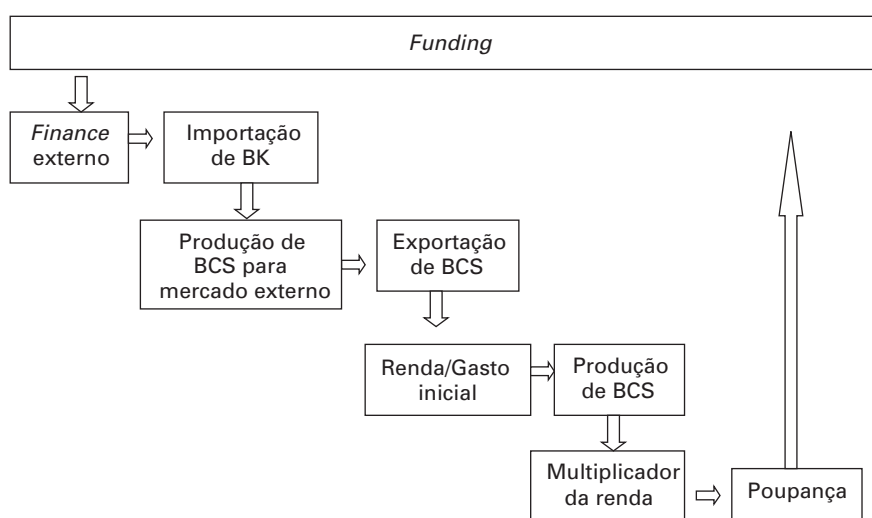 Funding
Finance
externo
Importação
de BK
Produção de
BCS para
mercado externo
Exportação
de BCS
Renda/Gasto
inicial
Produção
de BCS
Multiplicador
da renda
Poupança